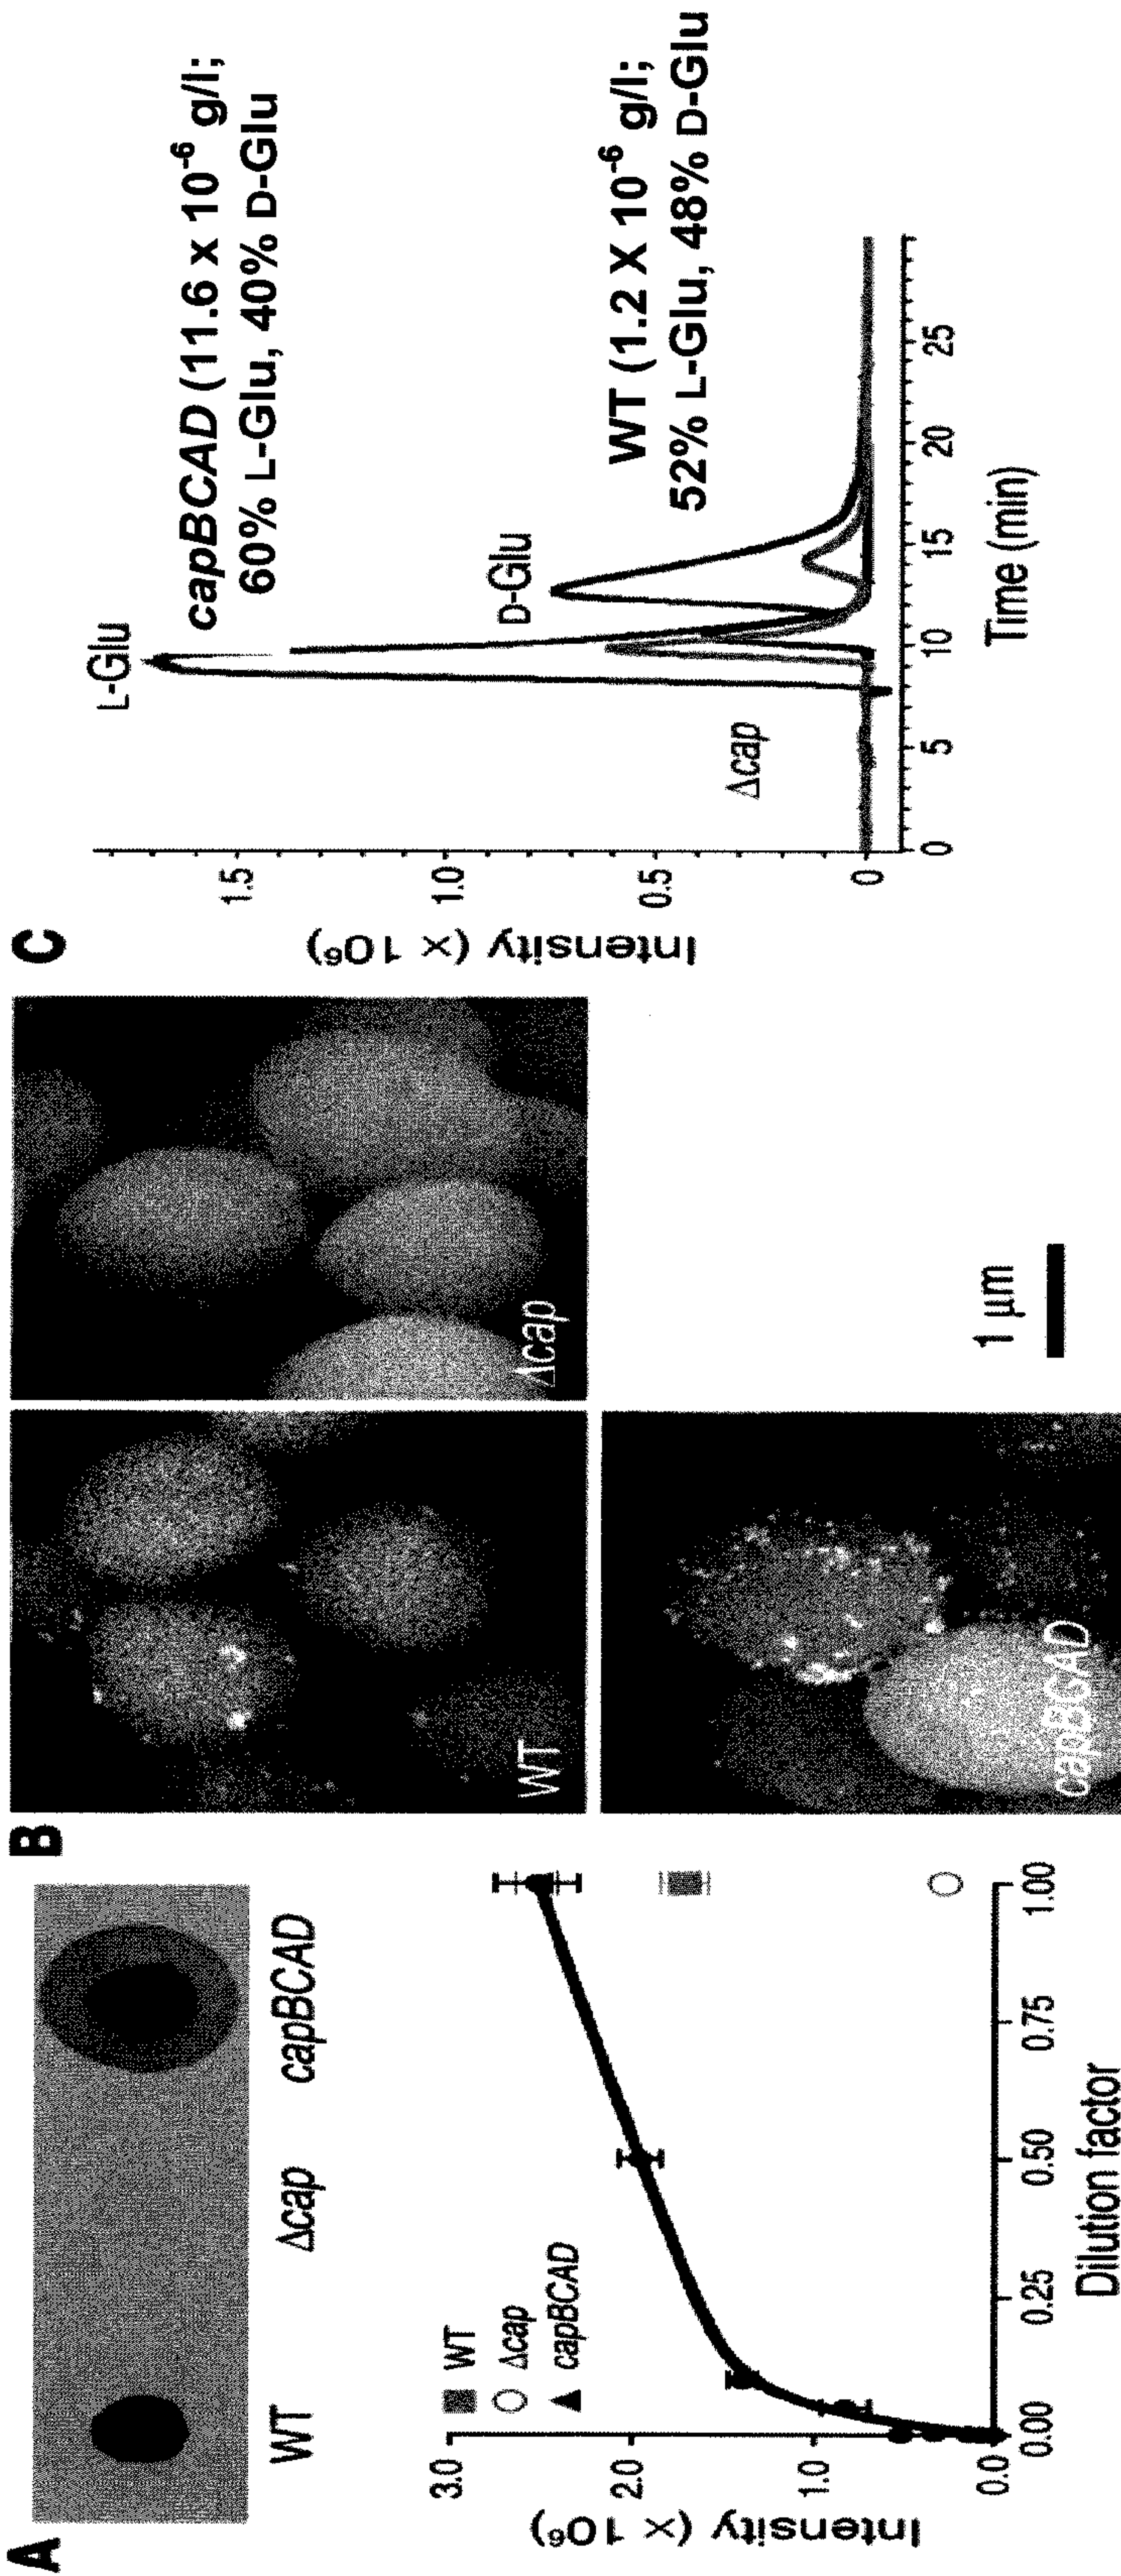 A
WT
Δcap
capBCAD
Intensity (× 10⁶)
3.0
2.0
1.0
0.0
WT
Δcap
capBCAD
0.00
0.25
0.50
0.75
1.00
Dilution factor
B
WT
Δcap
capBCAD
1 μm
C
Intensity (× 10⁶)
1.5
1.0
0.5
0
L-Glu
capBCAD (11.6 x 10⁻⁶ g/l;
60% L-Glu, 40% D-Glu
D-Glu
WT (1.2 X 10⁻⁶ g/l;
52% L-Glu, 48% D-Glu
Δcap
0
5
10
15
20
25
Time (min)